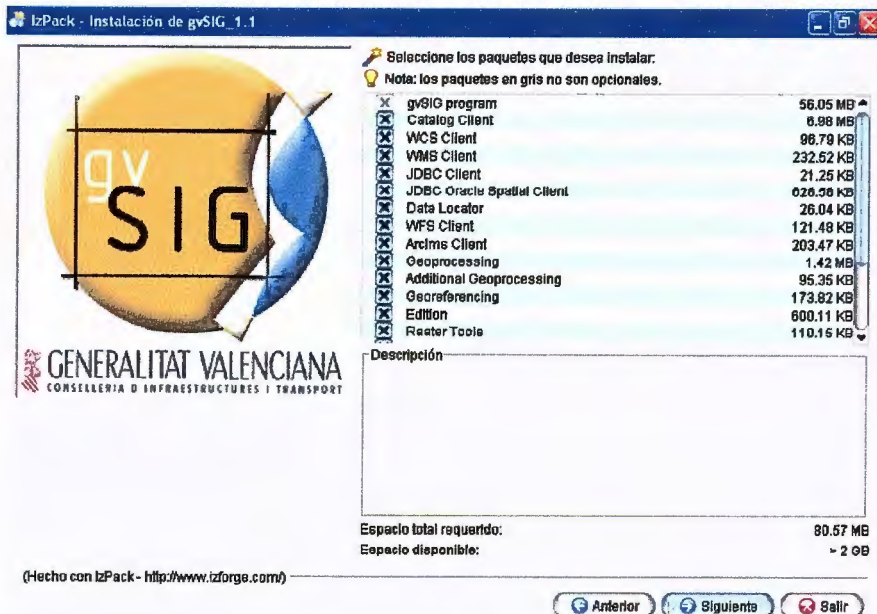 IzPack - Instalación de gvSIG_1.1
gv
SIG
GENERALITAT VALENCIANA
CONSELLERIA D INFRAESTRUCTURES I TRANSPORT
Seleccione los paquetes que desea instalar:
Nota: los paquetes en gris no son opcionales.
gvSIG program 56.05 MB
Catalog Client 6.98 MB
WCS Client 96.79 KB
WMS Client 232.52 KB
JDBC Client 21.25 KB
JDBC Oracle Spatial Client 626.56 KB
Data Locator 26.04 KB
WFS Client 121.48 KB
ArcIms Client 203.47 KB
Geoprocessing 1.42 MB
Additional Geoprocessing 95.35 KB
Georeferencing 173.82 KB
Edition 600.11 KB
Raster Tools 110.15 KB
Descripción
Espacio total requerido: 80.57 MB
Espacio disponible: > 2 GB
(Hecho con IzPack - http://www.izforge.com/)
Anterior
Siguiente
Salir